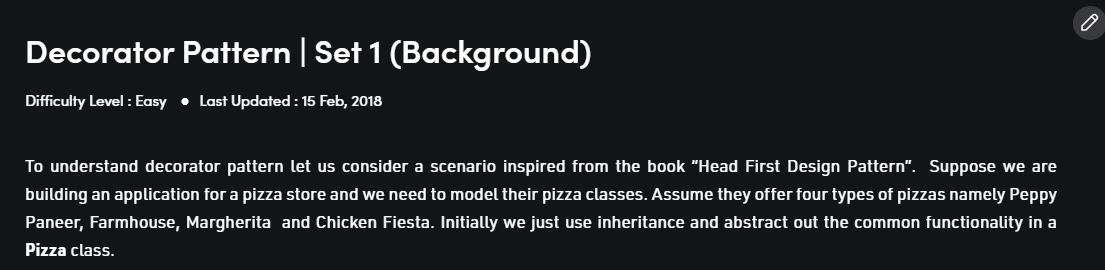 Decorator Pattern | Set 1 (Background)
Difficulty Level : Easy ● Last Updated : 15 Feb, 2018
To understand decorator pattern let us consider a scenario inspired from the book “Head First Design Pattern”. Suppose we are
building an application for a pizza store and we need to model their pizza classes. Assume they offer four types of pizzas namely Peppy
Paneer, Farmhouse, Margherita and Chicken Fiesta. Initially we just use inheritance and abstract out the common functionality in a
Pizza class.